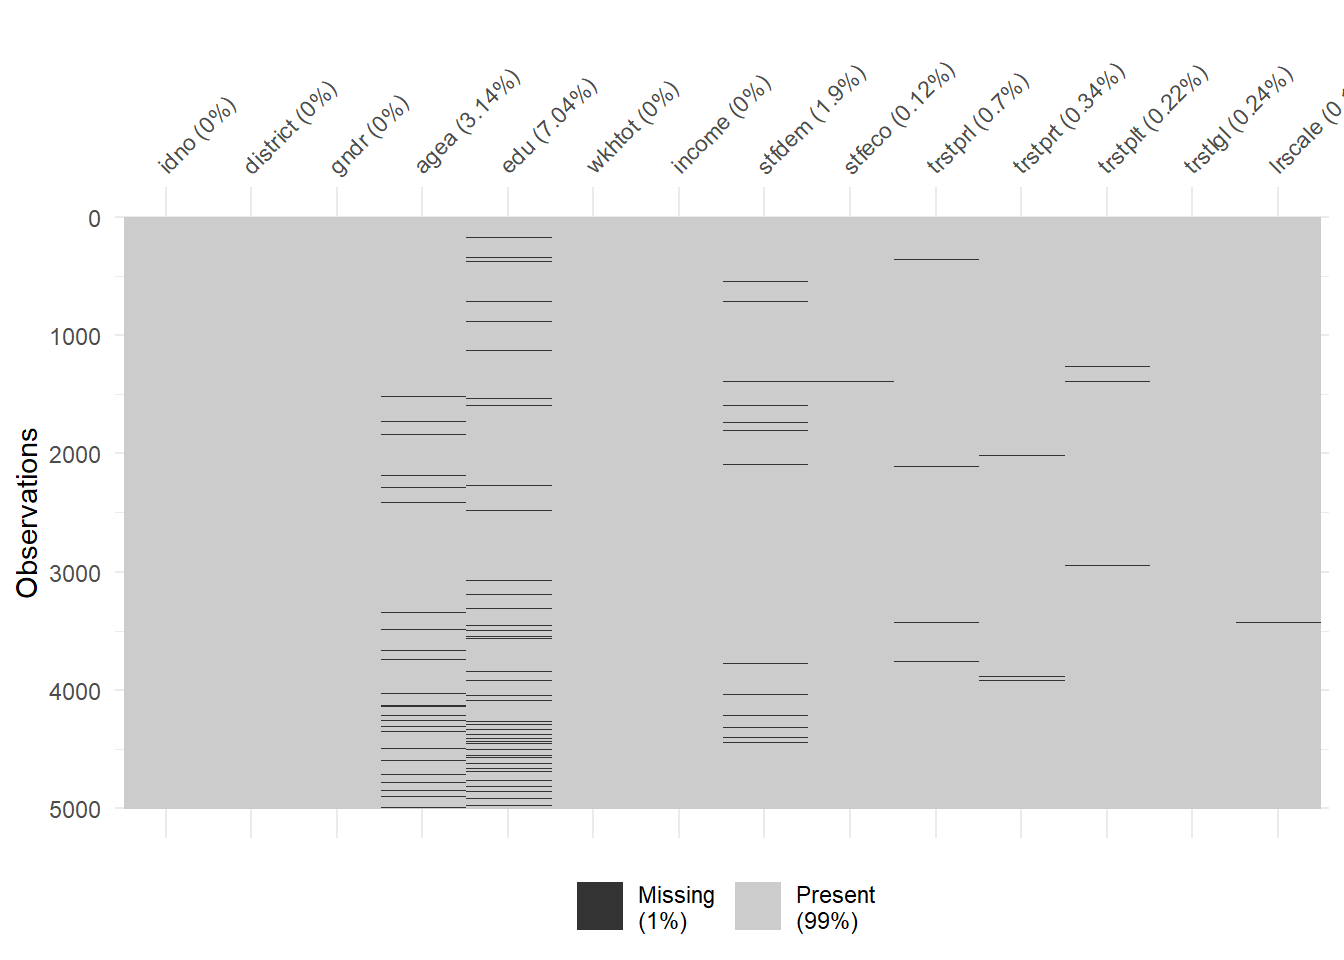 idno (0%)
district (0%)
gndr (0%)
agea (3.14%)
edu (7.04%)
wkhtot (0%)
income (0%)
stfdem (1.9%)
stfeco (0.12%)
trstprl (0.7%)
trstprt (0.34%)
trstplt (0.22%)
trstlgl (0.24%)
lrscale (0.
0
1000
2000
3000
4000
5000
Observations
Missing
(1%)
Present
(99%)